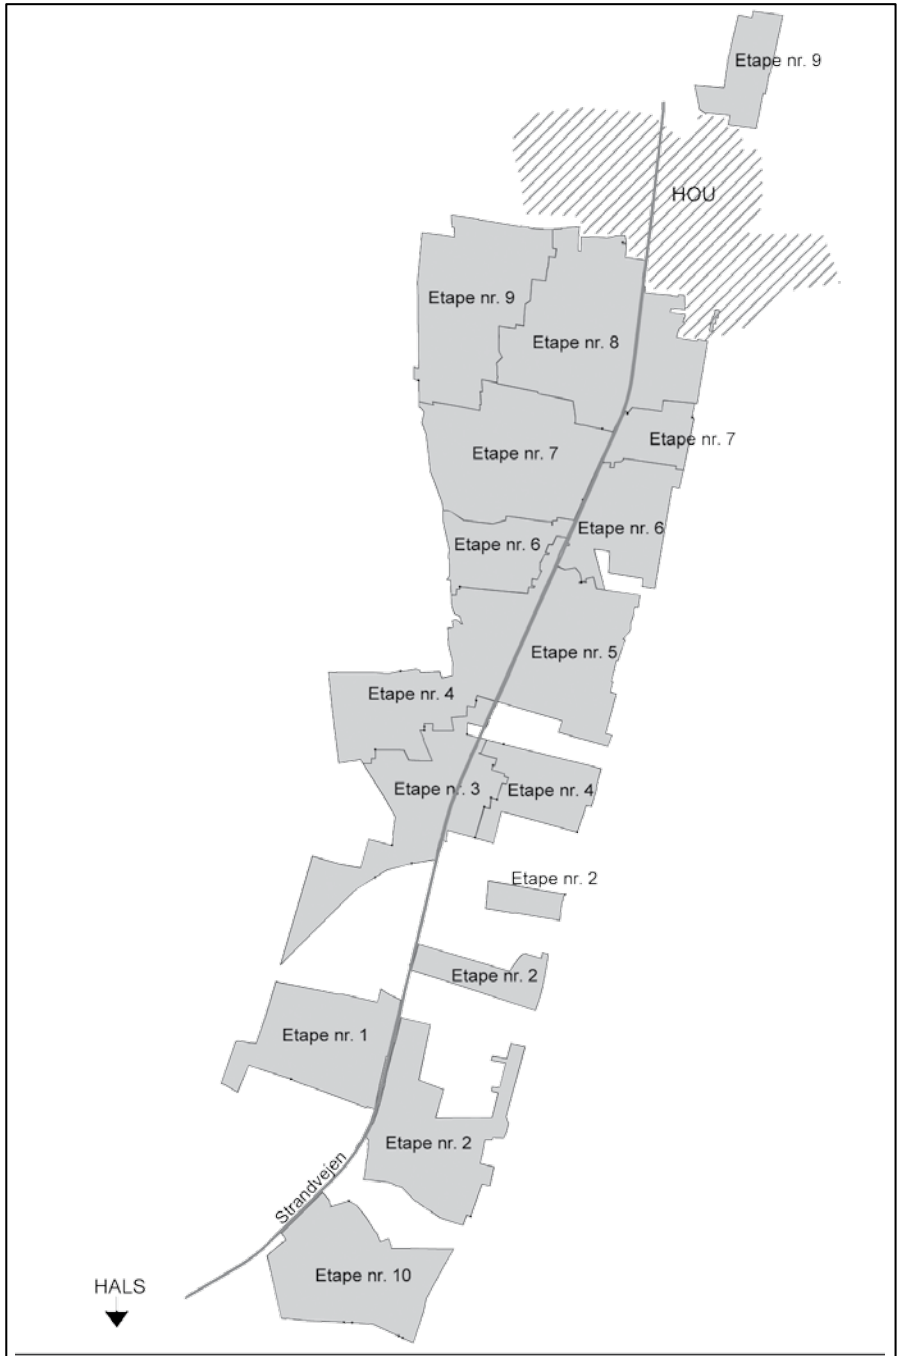 Etape nr. 9
HOU
Etape nr. 9
Etape nr. 8
Etape nr. 7
Etape nr. 7
Etape nr. 6
Etape nr. 6
Etape nr. 5
Etape nr. 4
Etape nr. 3
Etape nr. 4
Etape nr. 2
Etape nr. 2
Etape nr. 1
Etape nr. 2
Strandvejen
Etape nr. 10
HALS